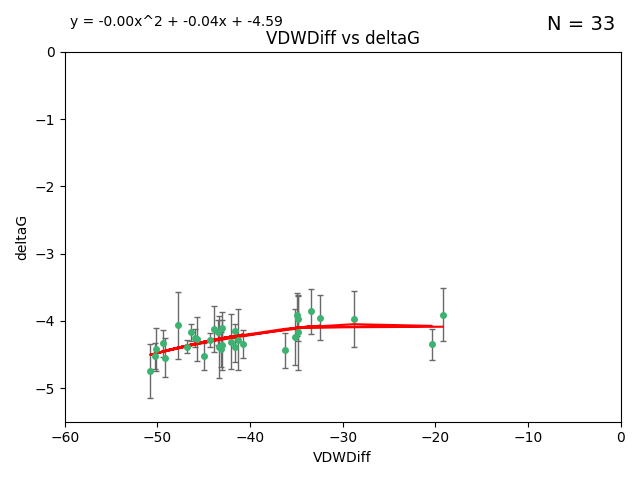 y = -0.00x^2 + -0.04x + -4.59
N = 33
VDWDiff vs deltaG
0
−1
−2
−3
−4
−5
deltaG
−60 −50 −40 −30 −20 −10 0
VDWDiff